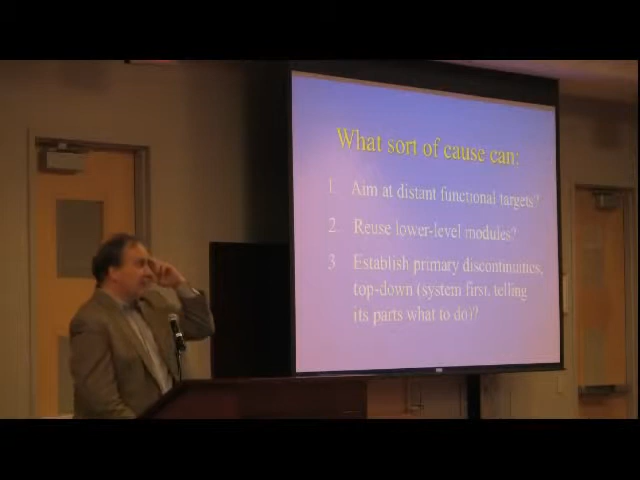 What sort of cause can:
1. Aim at distant functional targets?
2. Reuse lower-level modules?
3 Establish primary discontinuities,
top-down (system first, telling
its parts what to do)?